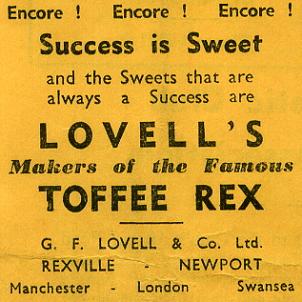 Encore ! Encore ! Encore !
Success is Sweet
and the Sweets that are
always a Success are
LOVELL'S
Makers of the Famous
TOFFEE REX
G. F. LOVELL & Co. Ltd.
REXVILLE - NEWPORT
Manchester - London Swansea